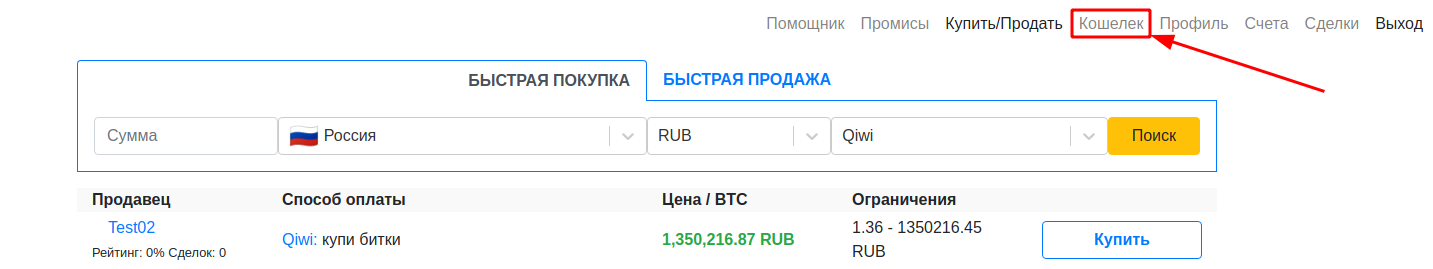 Помощник Промисы Купить/Продать Кошелек Профиль Счета Сделки Выход
БЫСТРАЯ ПОКУПКА БЫСТРАЯ ПРОДАЖА
Сумма Россия RUB Qiwi Поиск
Продавец Способ оплаты Цена / BTC Ограничения
Test02 Qiwi: купи битки 1,350,216.87 RUB 1.36 - 1350216.45 RUB Купить
Рейтинг: 0% Сделок: 0